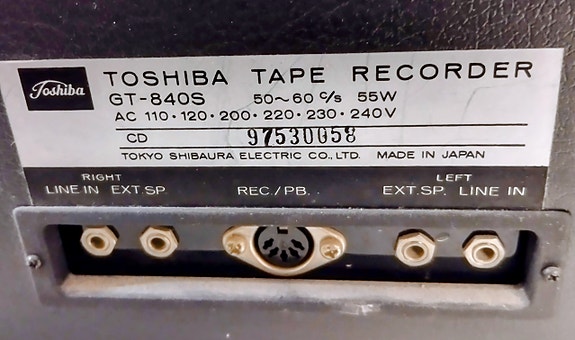 Toshiba
TOSHIBA TAPE RECORDER
GT-840S 50~60 c/s 55W
AC 110·120·200·220·230·240V
CD 97530058
TOKYO SHIBAURA ELECTRIC CO., LTD. MADE IN JAPAN
RIGHT LEFT
LINE IN EXT. SP REC./PB. EXT. SP. LINE IN